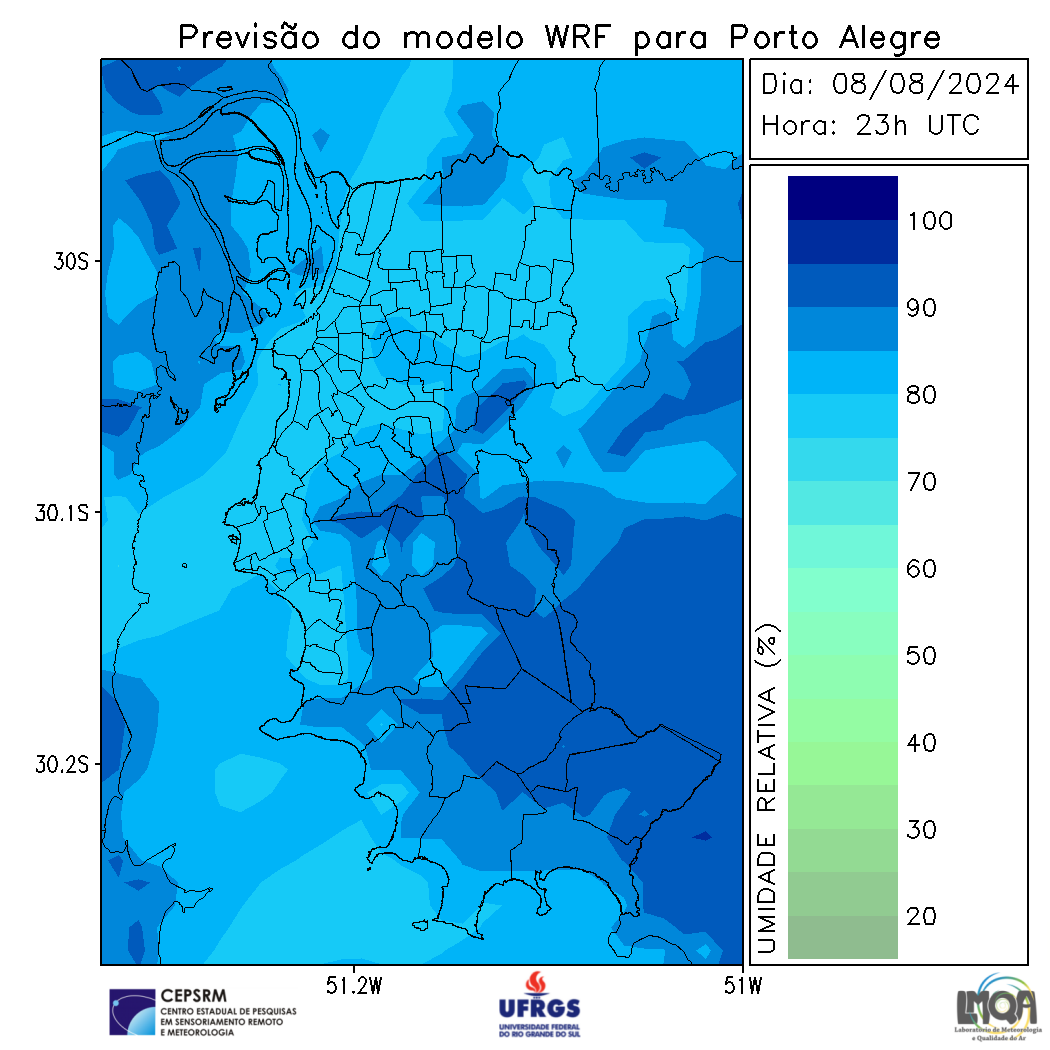 Previsão do modelo WRF para Porto Alegre
Dia: 08/08/2024
Hora: 23h UTC
30S
30.1S
30.2S
51.2W
51W
UMIDADE RELATIVA (%)
100
90
80
70
60
50
40
30
20
CEPSRM
CENTRO ESTADUAL DE PESQUISAS
EM SENSORIAMENTO REMOTO
E METEOROLOGIA
UFRGS
UNIVERSIDADE FEDERAL
DO RIO GRANDE DO SUL
LMQA
Laboratório de Meteorologia
e Qualidade do Ar